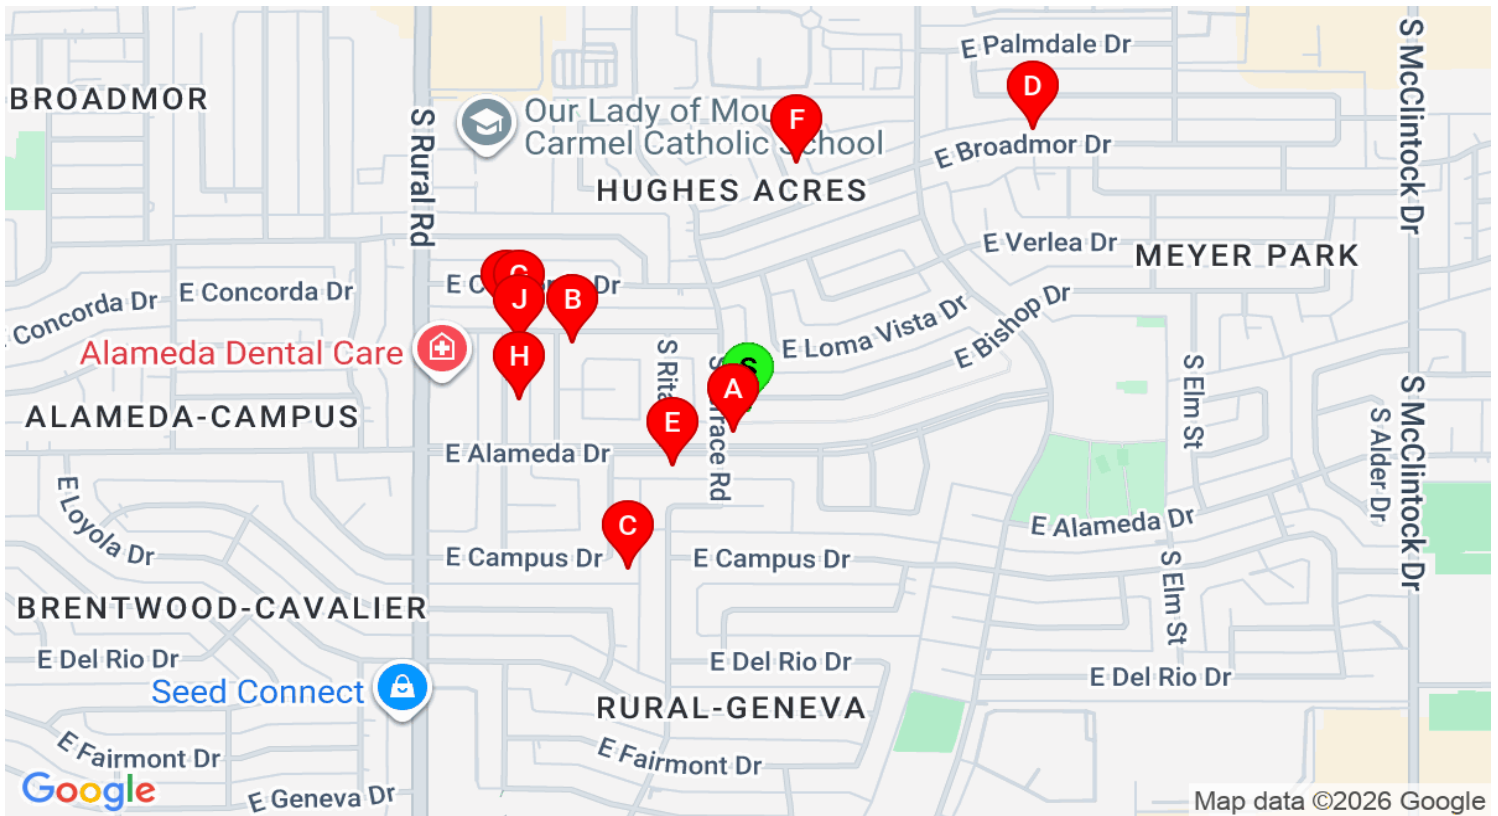 E Palmdale Dr
S McClintock Dr
D
BROADMOR
Our Lady of Mou
Carmel Catholic School
F
S Rural Rd
E Broadmor Dr
HUGHES ACRES
E Verlea Dr
MEYER PARK
E Concorda Dr
E Concorda Dr
G
J
B
E Loma Vista Dr
E Bishop Dr
Alameda Dental Care
H
S Rita
S
A
S Elm St
ALAMEDA-CAMPUS
E
S Alder Dr
S McClintock Dr
E Alameda Dr
E Loyola Dr
C
E Alameda Dr
E Campus Dr
E Campus Dr
S Elm St
BRENTWOOD-CAVALIER
E Del Rio Dr
E Del Rio Dr
E Del Rio Dr
Seed Connect
RURAL-GENEVA
E Fairmont Dr
E Fairmont Dr
Google
E Geneva Dr
Map data ©2026 Google